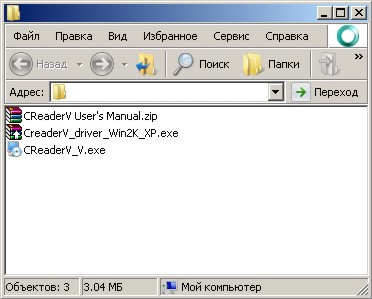 Файл Правка Вид Избранное Сервис Справка
Назад Поиск Папки
Адрес: Переход
CReaderV User's Manual.zip
CreaderV_driver_Win2K_XP.exe
CReaderV_V.exe
Объектов: 3 3.04 МБ Мой компьютер